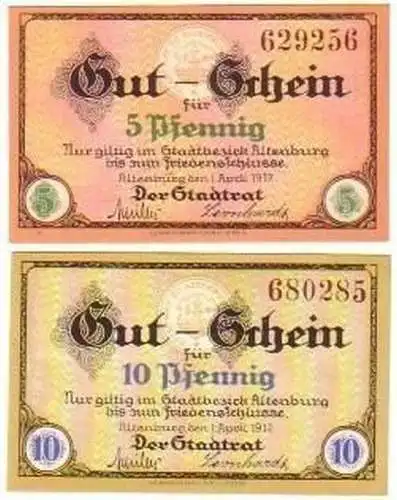 629256
Gut - Schein
für
5 Pfennig
Nur giltig im Stadtbezirk Altenburg
bis zum Friedensschlusse.
Altenburg den 1. April 1917.
Der Stadtrat
5
5
680285
Gut - Schein
für
10 Pfennig
Nur giltig im Stadtbezirk Altenburg
bis zum Friedensschlusse.
Altenburg den 1. April 1917.
Der Stadtrat
10
10